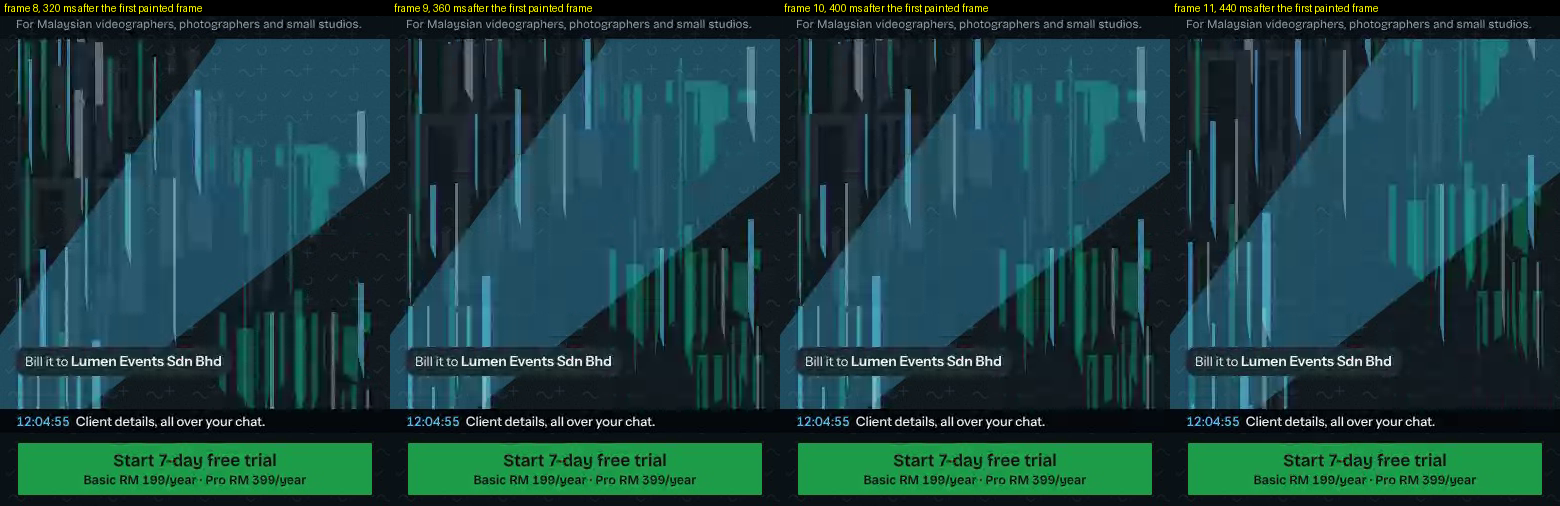 frame 8, 320 ms after the first painted frame
For Malaysian videographers, photographers and small studios.
Bill it to Lumen Events Sdn Bhd
12:04:55 Client details, all over your chat.
Start 7-day free trial
Basic RM 199/year · Pro RM 399/year
frame 9, 360 ms after the first painted frame
For Malaysian videographers, photographers and small studios.
Bill it to Lumen Events Sdn Bhd
12:04:55 Client details, all over your chat.
Start 7-day free trial
Basic RM 199/year · Pro RM 399/year
frame 10, 400 ms after the first painted frame
For Malaysian videographers, photographers and small studios.
Bill it to Lumen Events Sdn Bhd
12:04:55 Client details, all over your chat.
Start 7-day free trial
Basic RM 199/year · Pro RM 399/year
frame 11, 440 ms after the first painted frame
For Malaysian videographers, photographers and small studios.
Bill it to Lumen Events Sdn Bhd
12:04:55 Client details, all over your chat.
Start 7-day free trial
Basic RM 199/year · Pro RM 399/year